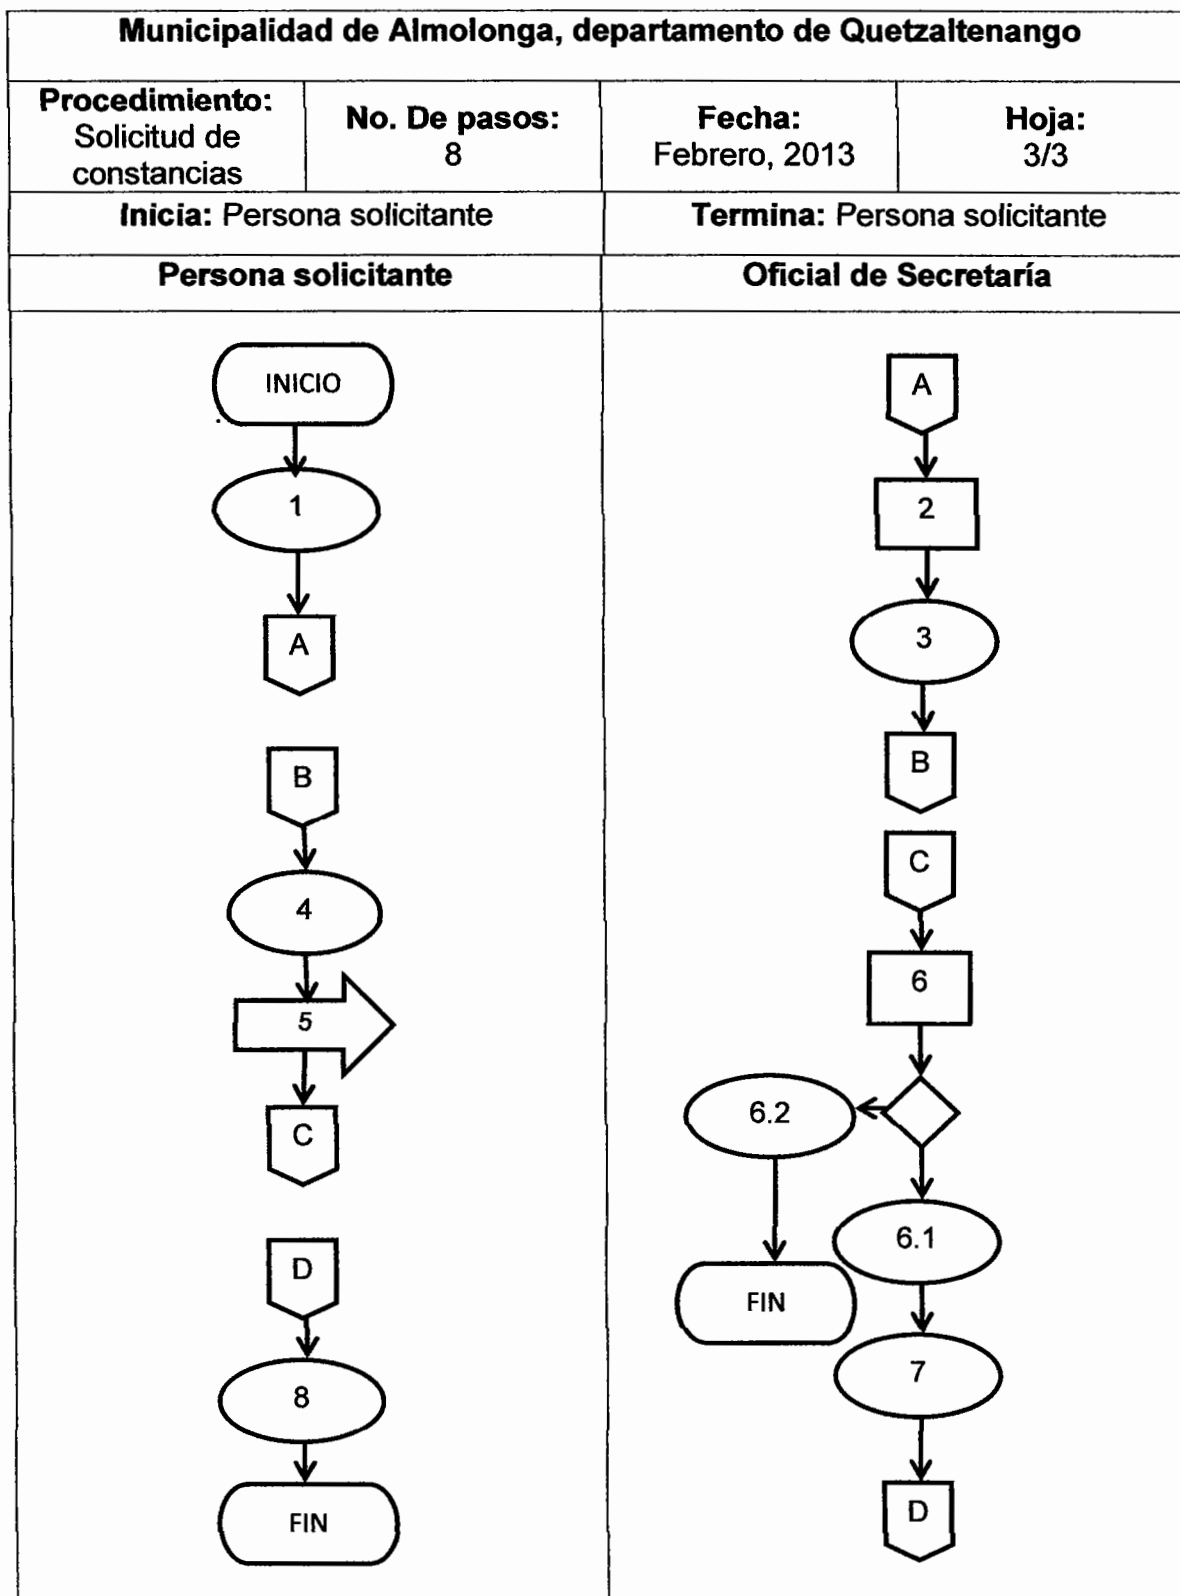 Municipalidad de Almolonga, departamento de Quetzaltenango
Procedimiento:
Solicitud de
constancias
No. De pasos:
8
Fecha:
Febrero, 2013
Hoja:
3/3
Inicia: Persona solicitante
Termina: Persona solicitante
Persona solicitante
Oficial de Secretaría
INICIO
1
A
B
4
5
C
D
8
FIN
A
2
3
B
C
6
6.2
6.1
FIN
7
D